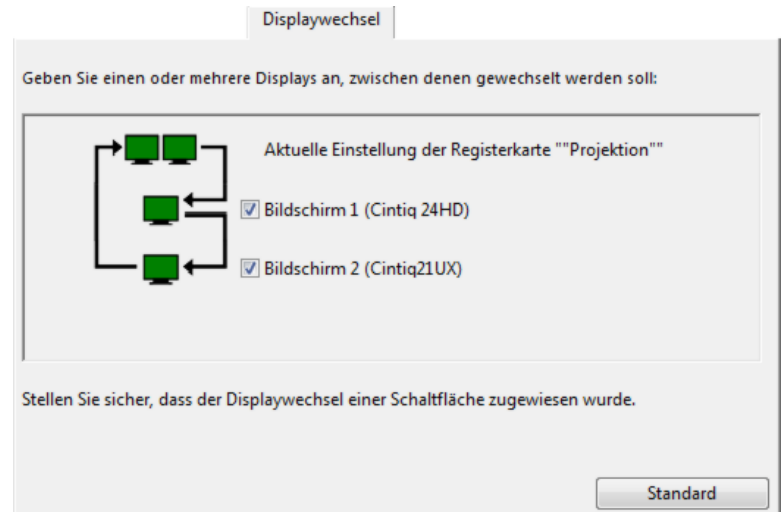 Displaywechsel
Geben Sie einen oder mehrere Displays an, zwischen denen gewechselt werden soll:
Aktuelle Einstellung der Registerkarte ""Projektion""
Bildschirm 1 (Cintiq 24HD)
Bildschirm 2 (Cintiq21UX)
Stellen Sie sicher, dass der Displaywechsel einer Schaltfläche zugewiesen wurde.
Standard